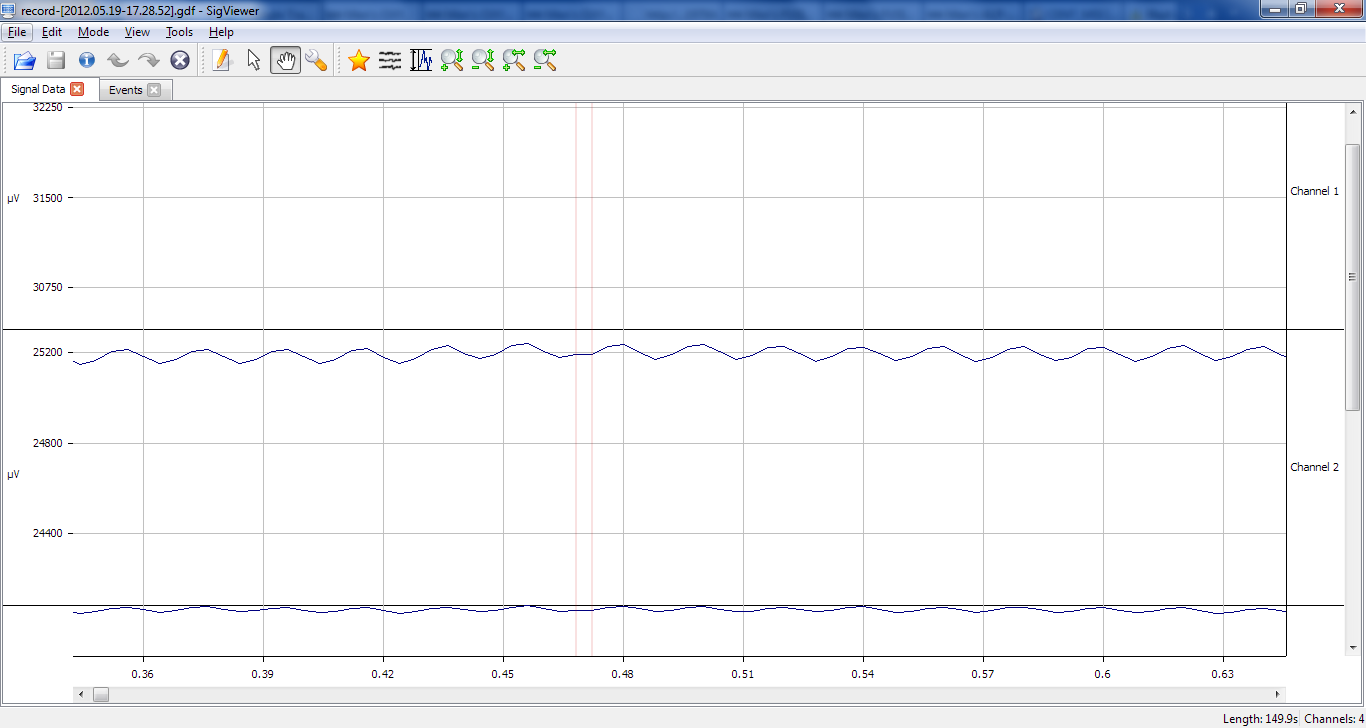 record-[2012.05.19-17.28.52].gdf - SigViewer
File Edit Mode View Tools Help
Signal Data Events
32250
µV 31500 Channel 1
30750
25200
24800
µV Channel 2
24400
0.36 0.39 0.42 0.45 0.48 0.51 0.54 0.57 0.6 0.63
Length: 149.9s Channels: 4